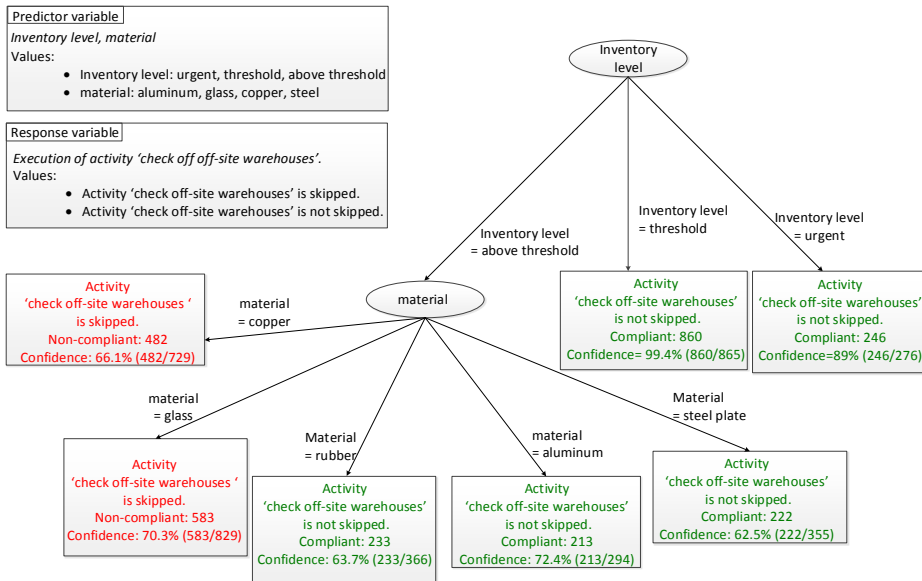 Predictor variable
Inventory level, material
Values:
• Inventory level: urgent, threshold, above threshold
• material: aluminum, glass, copper, steel
Response variable
Execution of activity 'check off off-site warehouses'.
Values:
• Activity 'check off-site warehouses' is skipped.
• Activity 'check off-site warehouses' is not skipped.
Inventory
level
Inventory level
= above threshold
Inventory level
= threshold
Inventory level
= urgent
material
Activity
'check off-site warehouses'
is not skipped.
Compliant: 860
Confidence= 99.4% (860/865)
Activity
'check off-site warehouses'
is not skipped.
Compliant: 246
Confidence=89% (246/276)
material
= copper
Activity
'check off-site warehouses '
is skipped.
Non-compliant: 482
Confidence: 66.1% (482/729)
material
= glass
Material
= rubber
material
= aluminum
Material
= steel plate
Activity
'check off-site warehouses '
is skipped.
Non-compliant: 583
Confidence: 70.3% (583/829)
Activity
'check off-site warehouses'
is not skipped.
Compliant: 233
Confidence: 63.7% (233/366)
Activity
'check off-site warehouses'
is not skipped.
Compliant: 213
Confidence: 72.4% (213/294)
Activity
'check off-site warehouses'
is not skipped.
Compliant: 222
Confidence: 62.5% (222/355)